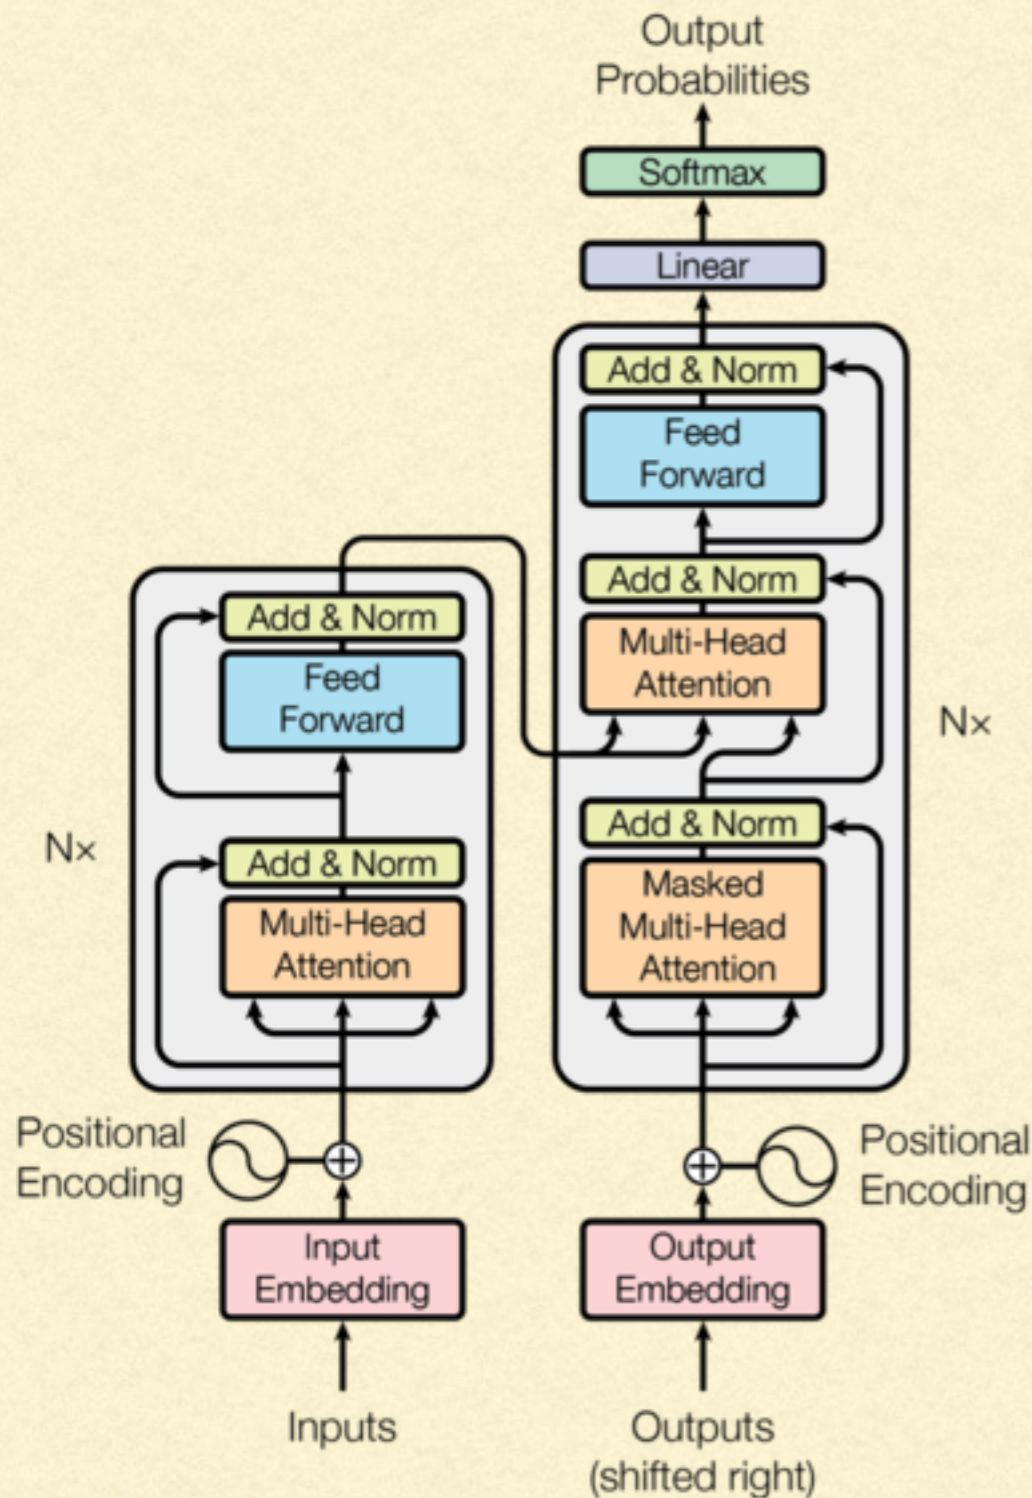 Output
Probabilities
Softmax
Linear
Add & Norm
Feed
Forward
Add & Norm
Multi-Head
Attention
Nx
Add & Norm
Masked
Multi-Head
Attention
Add & Norm
Feed
Forward
Nx
Add & Norm
Multi-Head
Attention
Positional
Encoding
Positional
Encoding
Input
Embedding
Output
Embedding
Inputs
Outputs
(shifted right)